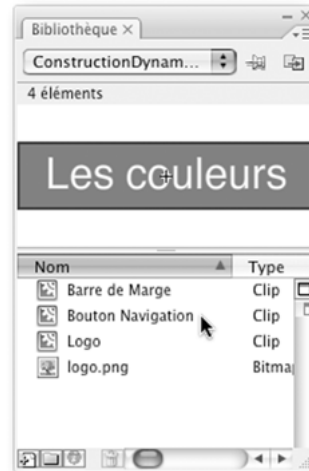 Bibliothèque ×
ConstructionDynam...
4 éléments
Les couleurs
Nom Type
Barre de Marge Clip
Bouton Navigation Clip
Logo Clip
logo.png Bitma